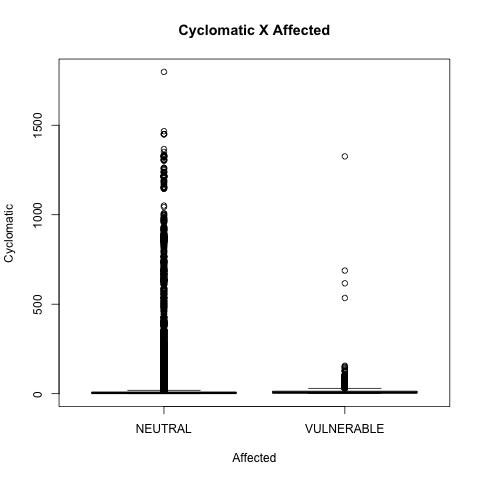 Cyclomatic X Affected
1500
1000
500
0
Cyclomatic
NEUTRAL
VULNERABLE
Affected